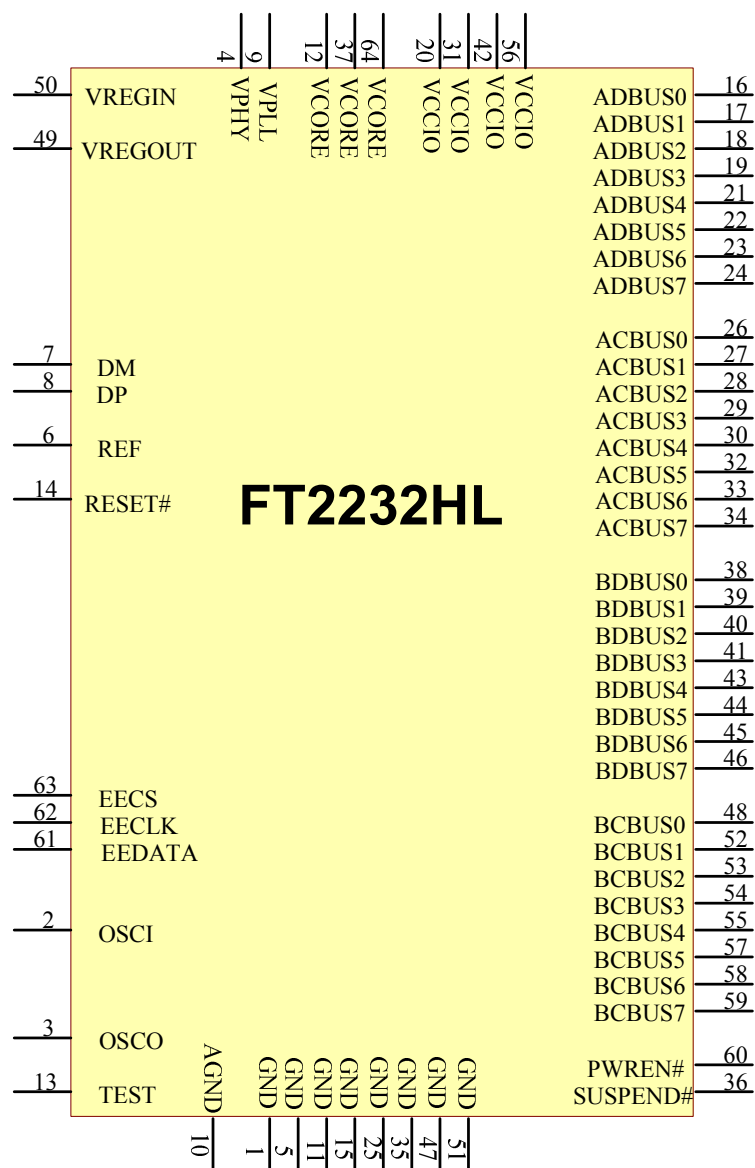 4 9 12 37 64 20 31 42 56
VPHY VPLL VCORE VCORE VCORE VCCIO VCCIO VCCIO VCCIO
50 VREGIN
49 VREGOUT
7 DM
8 DP
6 REF
14 RESET#
63 EECS
62 EECLK
61 EEDATA
2 OSCI
3 OSCO
13 TEST
FT2232HL
ADBUS0 16
ADBUS1 17
ADBUS2 18
ADBUS3 19
ADBUS4 21
ADBUS5 22
ADBUS6 23
ADBUS7 24
ACBUS0 26
ACBUS1 27
ACBUS2 28
ACBUS3 29
ACBUS4 30
ACBUS5 32
ACBUS6 33
ACBUS7 34
BDBUS0 38
BDBUS1 39
BDBUS2 40
BDBUS3 41
BDBUS4 43
BDBUS5 44
BDBUS6 45
BDBUS7 46
BCBUS0 48
BCBUS1 52
BCBUS2 53
BCBUS3 54
BCBUS4 55
BCBUS5 57
BCBUS6 58
BCBUS7 59
PWREN# 60
SUSPEND# 36
AGND GND GND GND GND GND GND GND GND
10 1 5 11 15 25 35 47 51